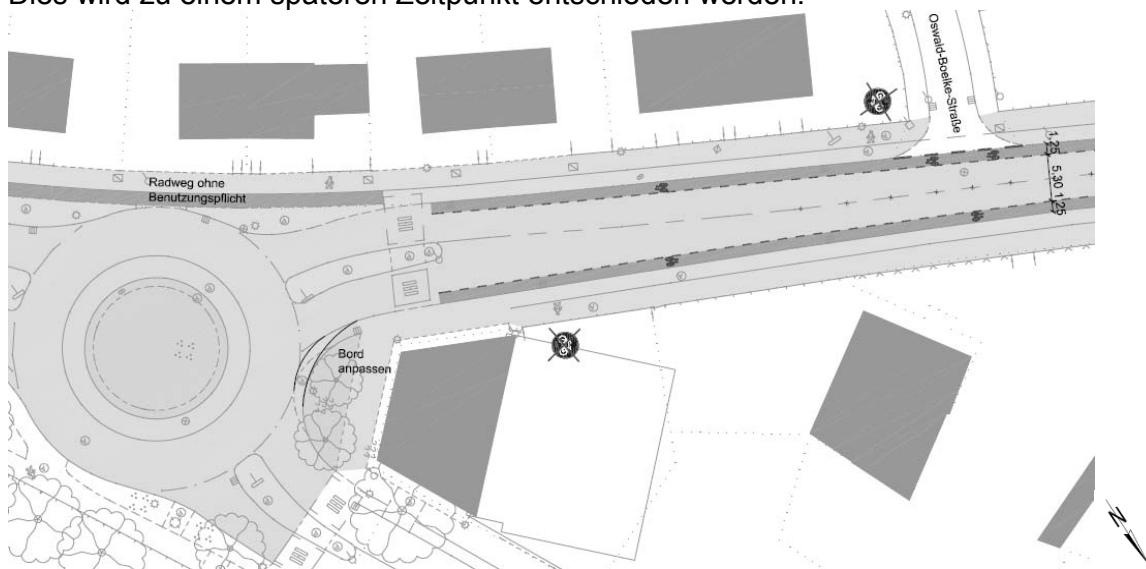 Dies wird zu einem späteren Zeitpunkt entschieden werden.
Oswald-Boelke-Straße
Radweg ohne
Benutzungspflicht
1,25
5,30
1,25
Bord
anpassen
N